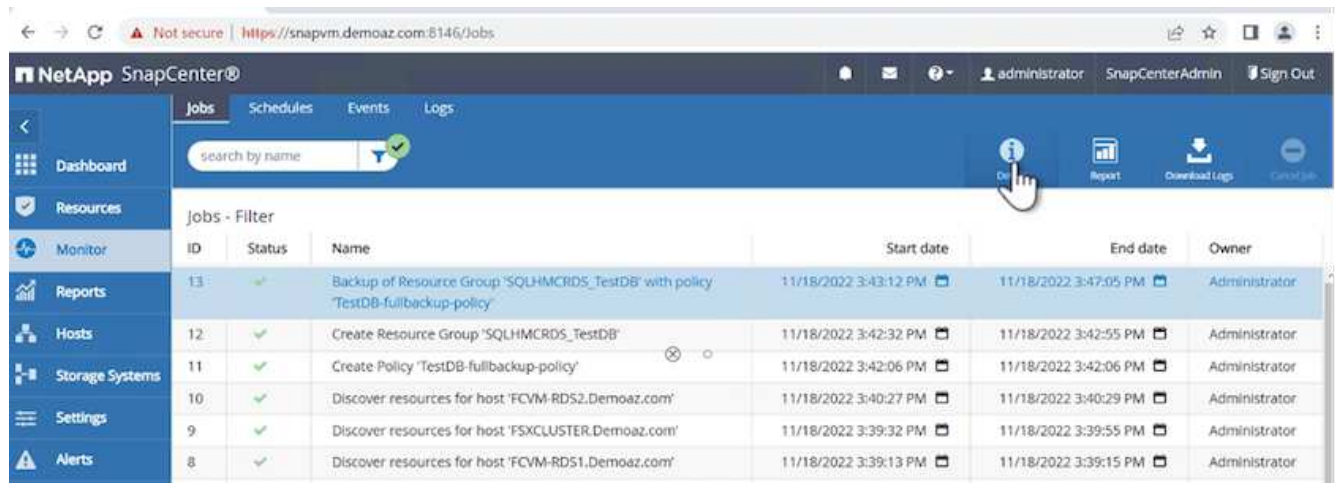 Not secure | https://snapvm.demoaz.com:8146/Jobs
NetApp SnapCenter® administrator SnapCenterAdmin Sign Out
Jobs Schedules Events Logs
search by name
Report Download Logs Cancel Job
Dashboard
Resources
Monitor
Reports
Hosts
Storage Systems
Settings
Alerts
Jobs - Filter
ID Status Name Start date End date Owner
13 Backup of Resource Group 'SQLHMCRDS_TestDB' with policy 11/18/2022 3:43:12 PM 11/18/2022 3:47:05 PM Administrator
'TestDB-fullbackup-policy'
12 Create Resource Group 'SQLHMCRDS_TestDB' 11/18/2022 3:42:32 PM 11/18/2022 3:42:55 PM Administrator
11 Create Policy 'TestDB-fullbackup-policy' 11/18/2022 3:42:06 PM 11/18/2022 3:42:06 PM Administrator
10 Discover resources for host 'FCVM-RDS2.Demoaz.com' 11/18/2022 3:40:27 PM 11/18/2022 3:40:29 PM Administrator
9 Discover resources for host 'FSXCLUSTER.Demoaz.com' 11/18/2022 3:39:32 PM 11/18/2022 3:39:55 PM Administrator
8 Discover resources for host 'FCVM-RDS1.Demoaz.com' 11/18/2022 3:39:13 PM 11/18/2022 3:39:15 PM Administrator